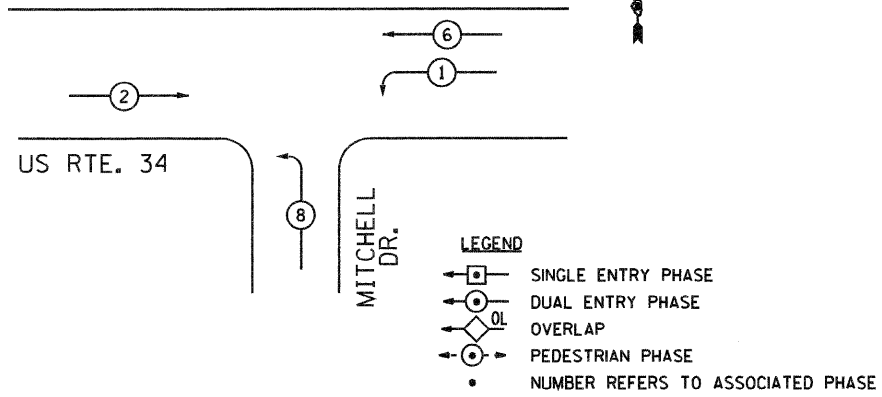 6
1
2
US RTE. 34
8
MITCHELL
DR.
LEGEND
SINGLE ENTRY PHASE
DUAL ENTRY PHASE
OL
OVERLAP
PEDESTRIAN PHASE
NUMBER REFERS TO ASSOCIATED PHASE